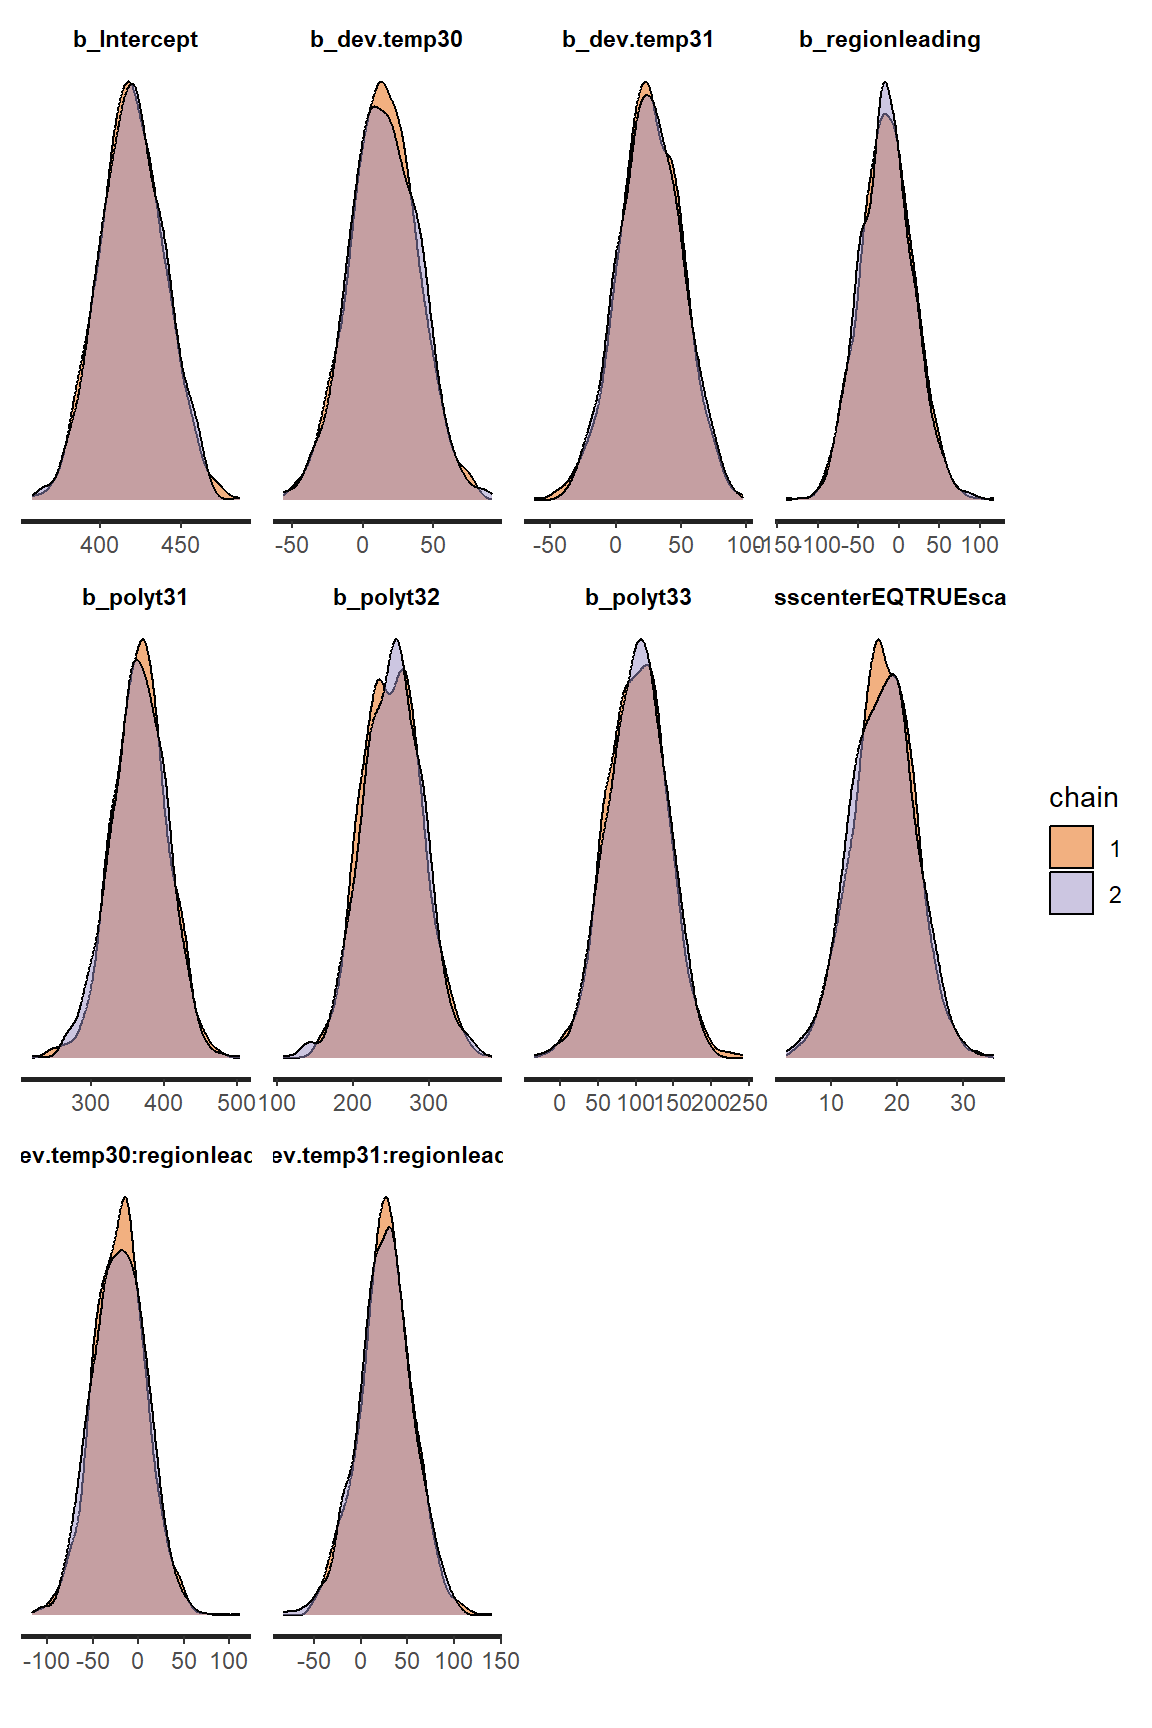 b_Intercept b_dev.temp30 b_dev.temp31 b_regionleading
400 450 -50 0 50 -50 0 50 100 -150 -100 -50 0 50 100
b_polyt31 b_polyt32 b_polyt33 sscenterEQTRUEsca
300 400 500 100 200 300 0 50 100 150 200 250 10 20 30
chain
1
2
ev.temp30:regionlead ev.temp31:regionlead
-100 -50 0 50 100 -50 0 50 100 150